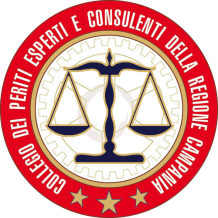 COLLEGIO DEI PERITI ESPERTI E CONSULENTI DELLA REGIONE CAMPANIA